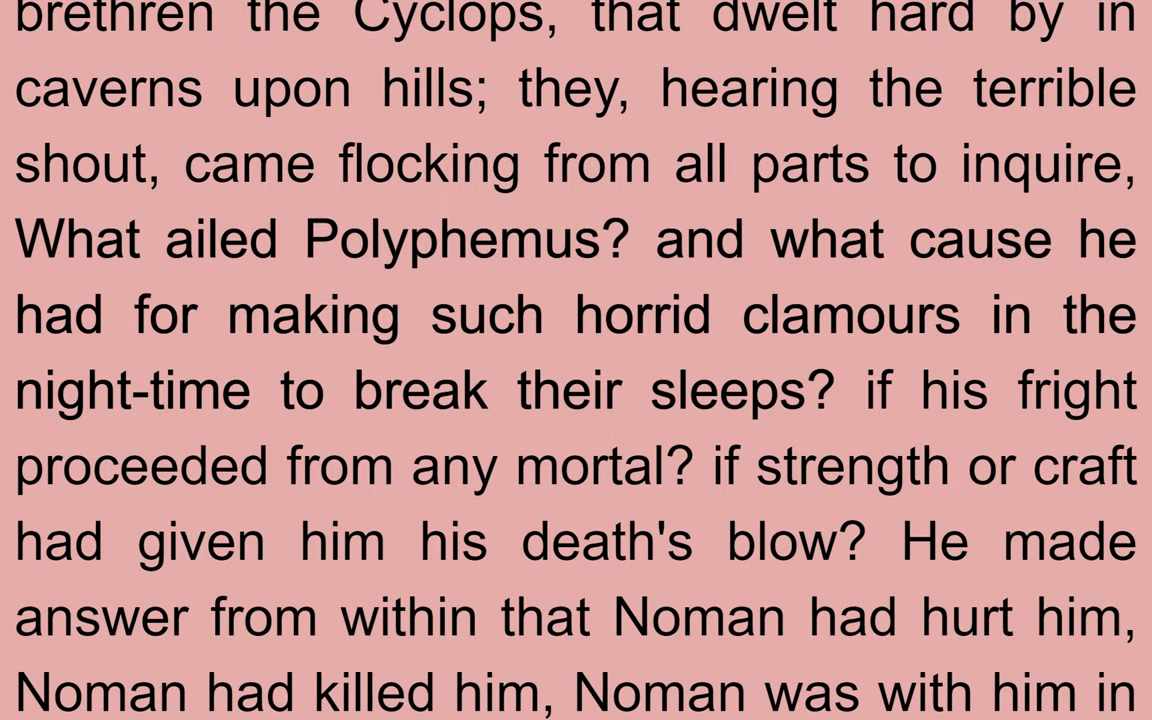 brethren the Cyclops, that dwelt hard by in
caverns upon hills; they, hearing the terrible
shout, came flocking from all parts to inquire,
What ailed Polyphemus? and what cause he
had for making such horrid clamours in the
night-time to break their sleeps? if his fright
proceeded from any mortal? if strength or craft
had given him his death's blow? He made
answer from within that Noman had hurt him,
Noman had killed him, Noman was with him in